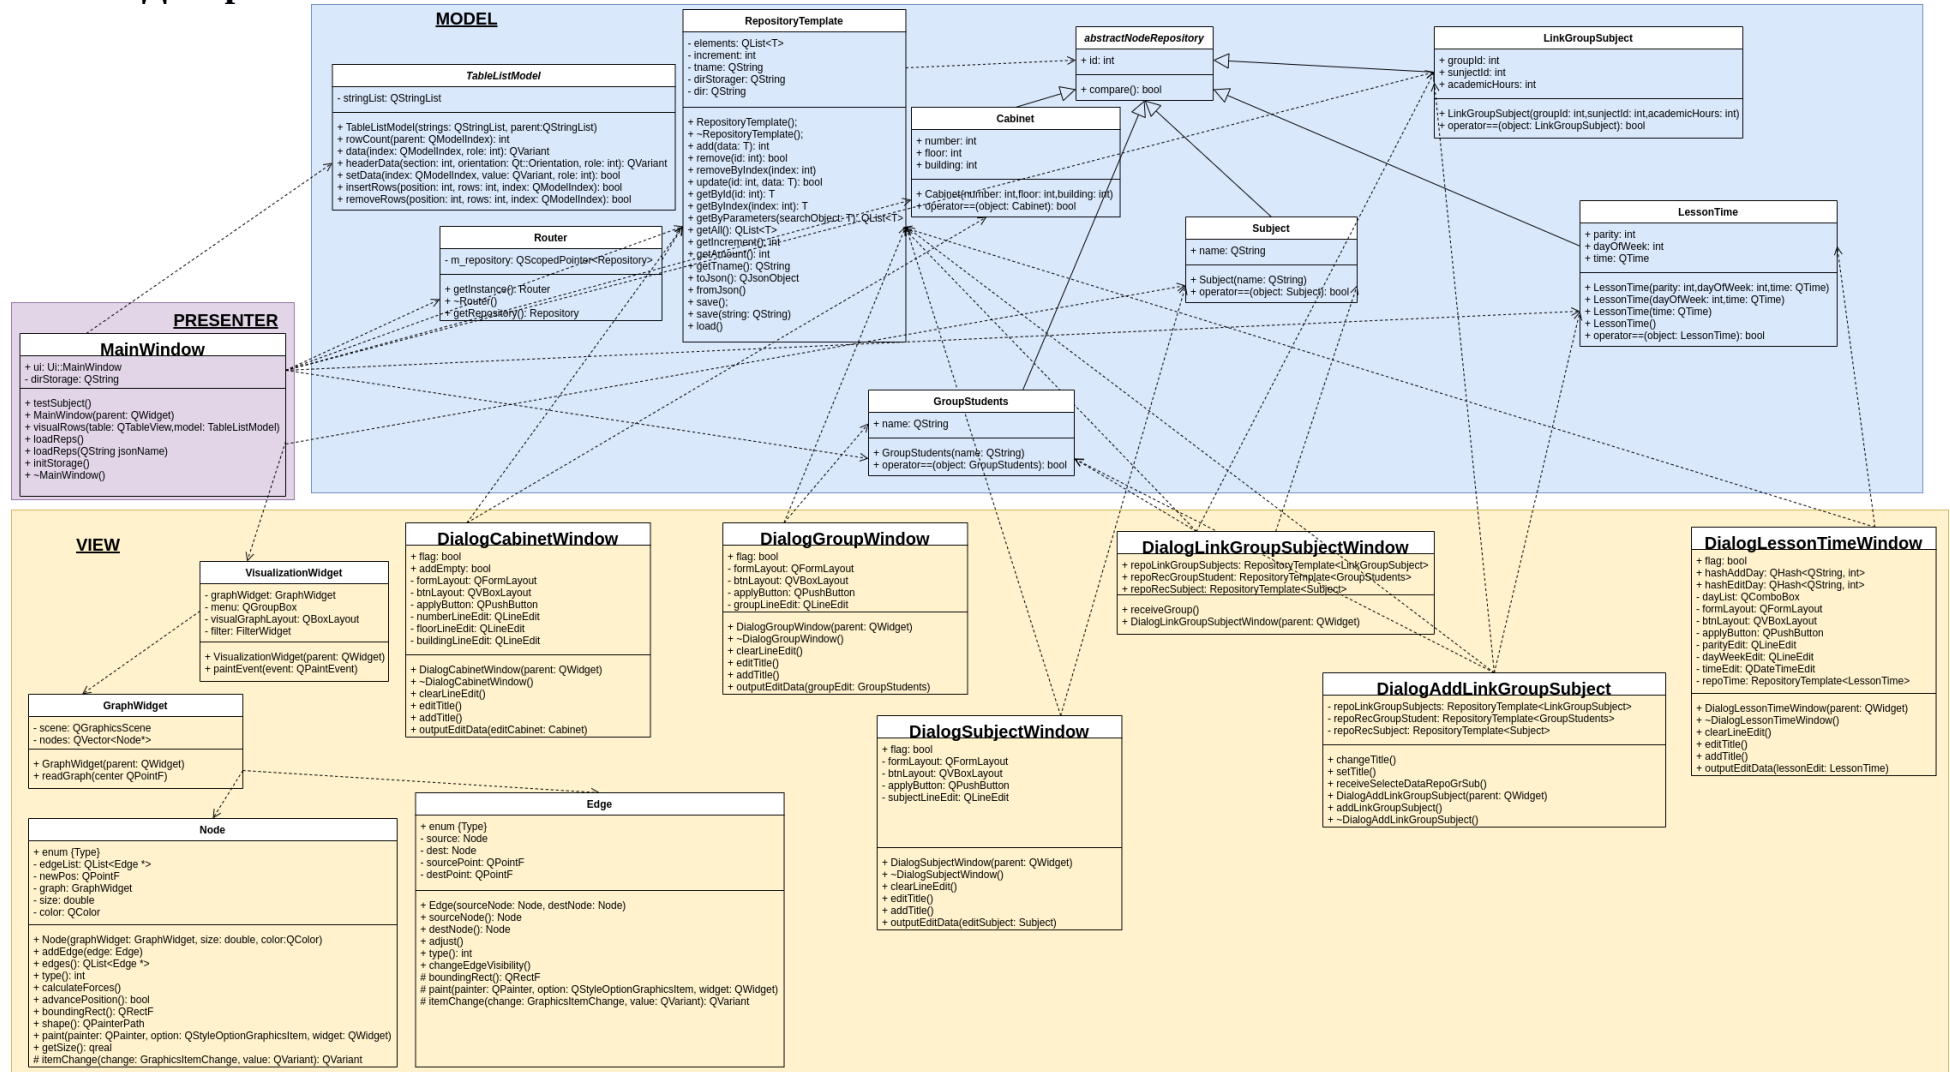 MODEL
TableListModel
- stringList: QStringList
+ TableListModel(strings: QStringList, parent:QStringList)
+ rowCount(parent: QModelIndex): int
+ data(index: QModelIndex, role: int): QVariant
+ headerData(section: int, orientation: Qt::Orientation, role: int): QVariant
+ setData(index: QModelIndex, value: QVariant, role: int): bool
+ insertRows(position: int, rows: int, index: QModelIndex): bool
+ removeRows(position: int, rows: int, index: QModelIndex): bool
RepositoryTemplate
- elements: QList<T>
- increment: int
- tname: QString
- dirStorager: QString
- dir: QString
+ RepositoryTemplate();
+ ~RepositoryTemplate();
+ add(data: T): int
+ remove(id: int): bool
+ removeByIndex(index: int)
+ update(id: int, data: T): bool
+ getById(id: int): T
+ getByIndex(index: int): T
+ getByParameters(searchObject: T): QList<T>
+ getAll(): QList<T>
+ getIncrement(): int
+ getAmount(): int
+ getTname(): QString
+ toJson(): QJsonObject
+ fromJson()
+ save();
+ save(string: QString)
+ load()
abstractNodeRepository
+ id: int
+ compare(): bool
LinkGroupSubject
+ groupId: int
+ sunjectId: int
+ academicHours: int
+ LinkGroupSubject(groupId: int,sunjectId: int,academicHours: int)
+ operator==(object: LinkGroupSubject): bool
Cabinet
+ number: int
+ floor: int
+ building: int
+ Cabinet(number: int,floor: int,building: int)
+ operator==(object: Cabinet): bool
Router
- m_repository: QScopedPointer<Repository>
+ getInstance(): Router
+ ~Router()
+ getRepository(): Repository
Subject
+ name: QString
+ Subject(name: QString)
+ operator==(object: Subject): bool
LessonTime
+ parity: int
+ dayOfWeek: int
+ time: QTime
+ LessonTime(parity: int,dayOfWeek: int,time: QTime)
+ LessonTime(dayOfWeek: int,time: QTime)
+ LessonTime(time: QTime)
+ LessonTime()
+ operator==(object: LessonTime): bool
GroupStudents
+ name: QString
+ GroupStudents(name: QString)
+ operator==(object: GroupStudents): bool
PRESENTER
MainWindow
+ ui: Ui::MainWindow
- dirStorage: QString
+ testSubject()
+ MainWindow(parent: QWidget)
+ visualRows(table: QTableView,model: TableListModel)
+ loadReps()
+ loadReps(QString jsonName)
+ initStorage()
+ ~MainWindow()
VIEW
VisualizationWidget
- graphWidget: GraphWidget
- menu: QGroupBox
- visualGraphLayout: QBoxLayout
- filter: FilterWidget
+ VisualizationWidget(parent: QWidget)
+ paintEvent(event: QPaintEvent)
GraphWidget
- scene: QGraphicsScene
- nodes: QVector<Node*>
+ GraphWidget(parent: QWidget)
+ readGraph(center QPointF)
Node
+ enum {Type}
- edgeList: QList<Edge *>
- newPos: QPointF
- graph: GraphWidget
- size: double
- color: QColor
+ Node(graphWidget: GraphWidget, size: double, color:QColor)
+ addEdge(edge: Edge)
+ edges(): QList<Edge *>
+ type(): int
+ calculateForces()
+ advancePosition(): bool
+ boundingRect(): QRectF
+ shape(): QPainterPath
+ paint(painter: QPainter, option: QStyleOptionGraphicsItem, widget: QWidget)
+ getSize(): qreal
# itemChange(change: GraphicsItemChange, value: QVariant): QVariant
Edge
+ enum {Type}
- source: Node
- dest: Node
- sourcePoint: QPointF
- destPoint: QPointF
+ Edge(sourceNode: Node, destNode: Node)
+ sourceNode(): Node
+ destNode(): Node
+ adjust()
+ type(): int
+ changeEdgeVisibility()
# boundingRect(): QRectF
# paint(painter: QPainter, option: QStyleOptionGraphicsItem, widget: QWidget)
# itemChange(change: GraphicsItemChange, value: QVariant): QVariant
DialogCabinetWindow
+ flag: bool
+ addEmpty: bool
- formLayout: QFormLayout
- btnLayout: QVBoxLayout
- applyButton: QPushButton
- numberLineEdit: QLineEdit
- floorLineEdit: QLineEdit
- buildingLineEdit: QLineEdit
+ DialogCabinetWindow(parent: QWidget)
+ ~DialogCabinetWindow()
+ clearLineEdit()
+ editTitle()
+ addTitle()
+ outputEditData(editCabinet: Cabinet)
DialogGroupWindow
+ flag: bool
- formLayout: QFormLayout
- btnLayout: QVBoxLayout
- applyButton: QPushButton
- groupLineEdit: QLineEdit
+ DialogGroupWindow(parent: QWidget)
+ ~DialogGroupWindow()
+ clearLineEdit()
+ editTitle()
+ addTitle()
+ outputEditData(groupEdit: GroupStudents)
DialogSubjectWindow
+ flag: bool
- formLayout: QFormLayout
- btnLayout: QVBoxLayout
- applyButton: QPushButton
- subjectLineEdit: QLineEdit
+ DialogSubjectWindow(parent: QWidget)
+ ~DialogSubjectWindow()
+ clearLineEdit()
+ editTitle()
+ addTitle()
+ outputEditData(editSubject: Subject)
DialogLinkGroupSubjectWindow
+ repoLinkGroupSubjects: RepositoryTemplate<LinkGroupSubject>
+ repoRecGroupStudent: RepositoryTemplate<GroupStudents>
+ repoRecSubject: RepositoryTemplate<Subject>
+ receiveGroup()
+ DialogLinkGroupSubjectWindow(parent: QWidget)
DialogAddLinkGroupSubject
- repoLinkGroupSubjects: RepositoryTemplate<LinkGroupSubject>
- repoRecGroupStudent: RepositoryTemplate<GroupStudents>
- repoRecSubject: RepositoryTemplate<Subject>
+ changeTitle()
+ setTitle()
+ receiveSelecteDataRepoGrSub()
+ DialogAddLinkGroupSubject(parent: QWidget)
+ addLinkGroupSubject()
+ ~DialogAddLinkGroupSubject()
DialogLessonTimeWindow
+ flag: bool
+ hashAddDay: QHash<QString, int>
+ hashEditDay: QHash<QString, int>
- dayList: QComboBox
- formLayout: QFormLayout
- btnLayout: QVBoxLayout
- applyButton: QPushButton
- parityEdit: QLineEdit
- dayWeekEdit: QLineEdit
- timeEdit: QDateTimeEdit
- repoTime: RepositoryTemplate<LessonTime>
+ DialogLessonTimeWindow(parent: QWidget)
+ ~DialogLessonTimeWindow()
+ clearLineEdit()
+ editTitle()
+ addTitle()
+ outputEditData(lessonEdit: LessonTime)